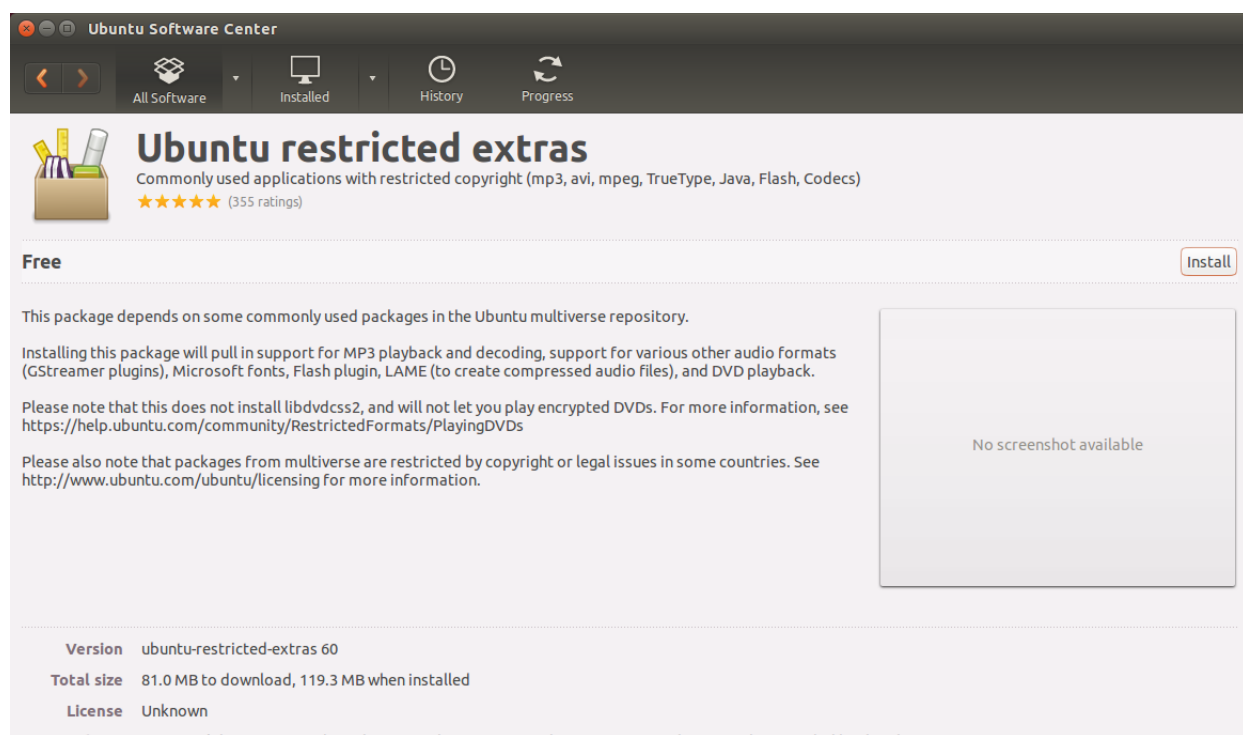 Ubuntu Software Center
All Software
Installed
History
Progress
Ubuntu restricted extras
Commonly used applications with restricted copyright (mp3, avi, mpeg, TrueType, Java, Flash, Codecs)
(355 ratings)
Free
Install
This package depends on some commonly used packages in the Ubuntu multiverse repository.
Installing this package will pull in support for MP3 playback and decoding, support for various other audio formats
(GStreamer plugins), Microsoft fonts, Flash plugin, LAME (to create compressed audio files), and DVD playback.
Please note that this does not install libdvdcss2, and will not let you play encrypted DVDs. For more information, see
https://help.ubuntu.com/community/RestrictedFormats/PlayingDVDs
Please also note that packages from multiverse are restricted by copyright or legal issues in some countries. See
http://www.ubuntu.com/ubuntu/licensing for more information.
No screenshot available
Version ubuntu-restricted-extras 60
Total size 81.0 MB to download, 119.3 MB when installed
License Unknown